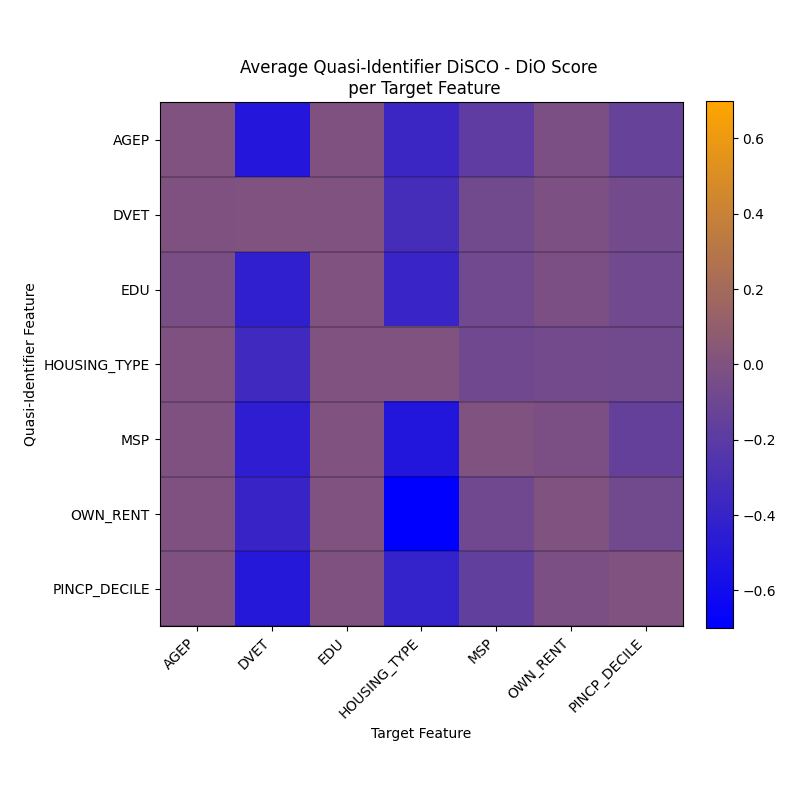 Average Quasi-Identifier DiSCO - DiO Score
per Target Feature
Quasi-Identifier Feature
AGEP
DVET
EDU
HOUSING_TYPE
MSP
OWN_RENT
PINCP_DECILE
AGEP
DVET
EDU
HOUSING_TYPE
MSP
OWN_RENT
PINCP_DECILE
Target Feature
0.6
0.4
0.2
0.0
−0.2
−0.4
−0.6